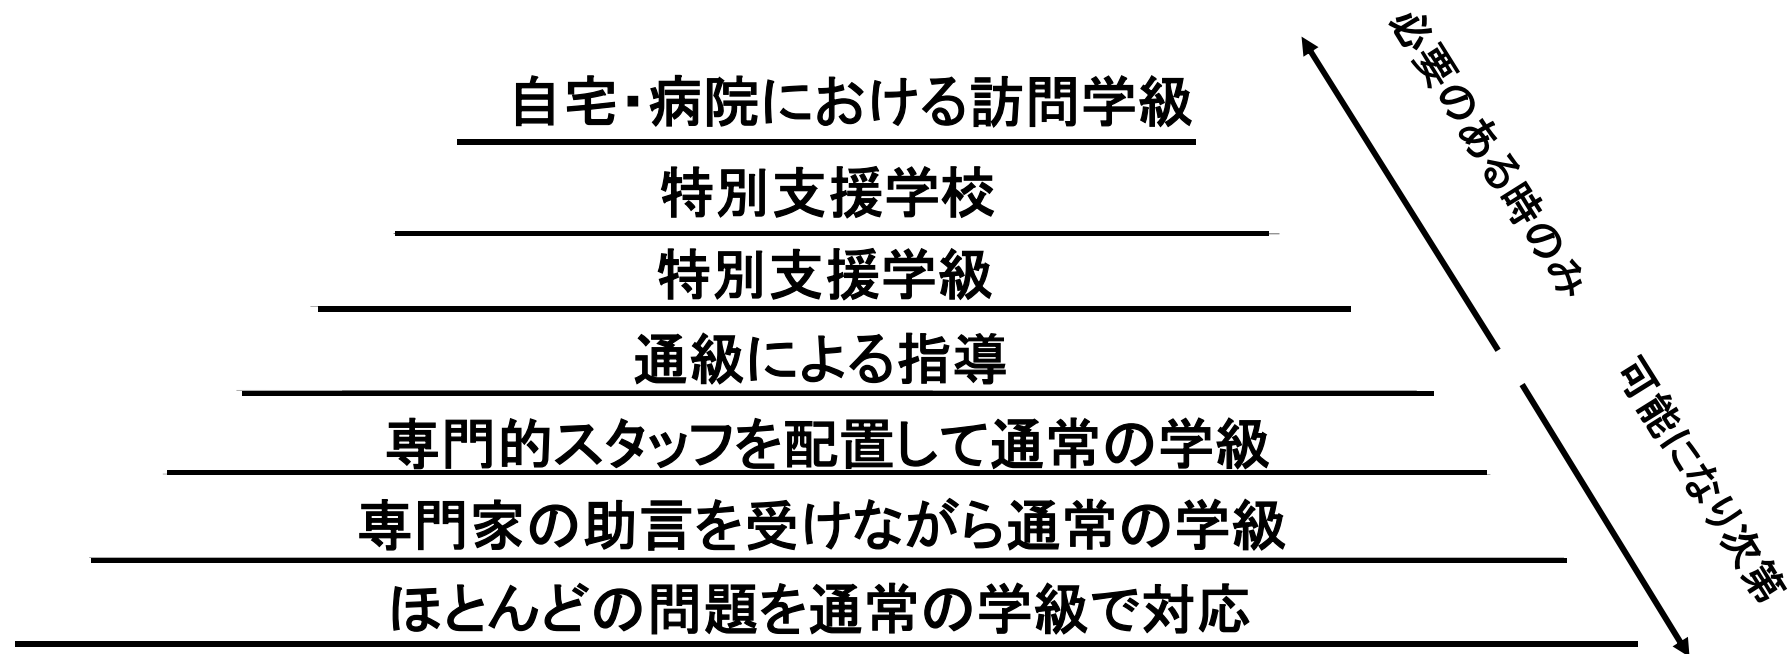 自宅・病院における訪問学級
特別支援学校
特別支援学級
通級による指導
専門的スタッフを配置して通常の学級
専門家の助言を受けながら通常の学級
ほとんどの問題を通常の学級で対応
必要のある時のみ
可能になり次第